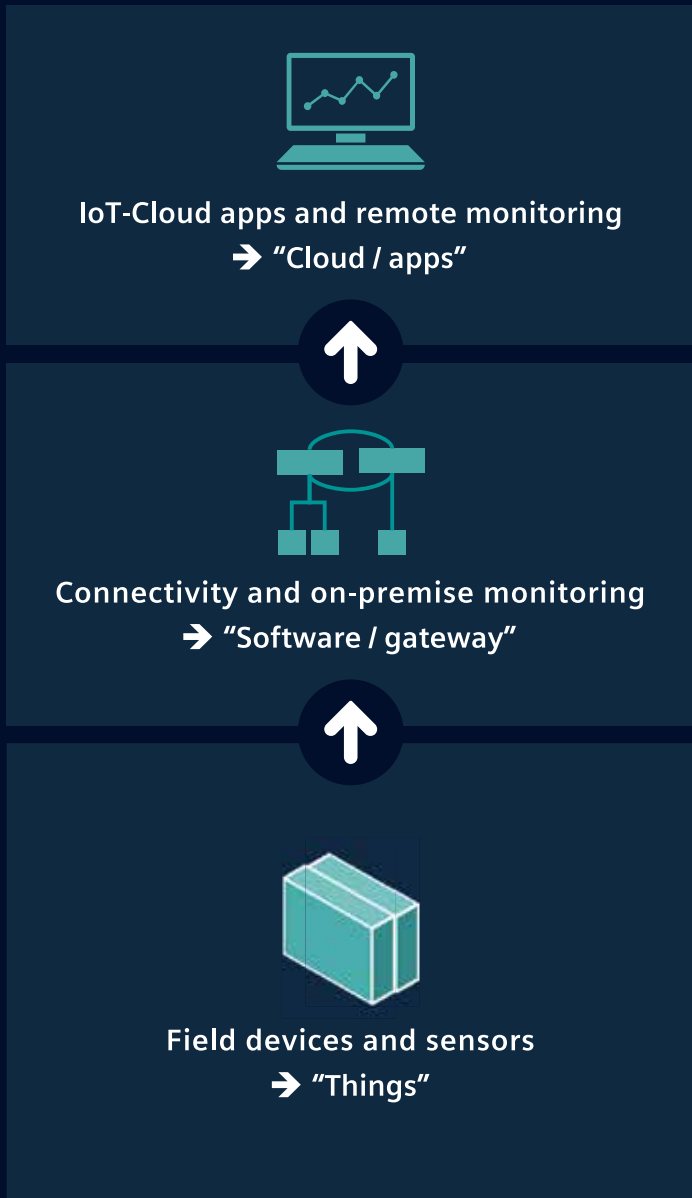 IoT-Cloud apps and remote monitoring
➔ “Cloud / apps”
Connectivity and on-premise monitoring
➔ “Software / gateway”
Field devices and sensors
➔ “Things”